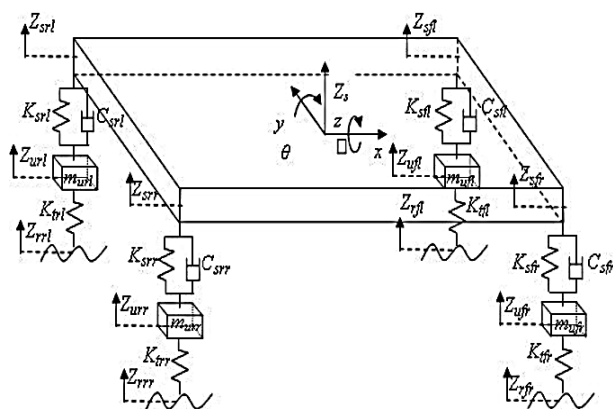 Z_srl
Z_sfl
Z_s
K_srl
C_srl
y
z
x
θ
K_sfl
C_sfl
Z_url
m_url
Z_srr
Z_ufl
m_ufl
Z_sfr
K_trl
Z_rrl
Z_rfl
K_tfl
K_srr
C_srr
K_sfr
C_sfr
Z_urr
m_urr
Z_ufr
m_ufr
K_trr
K_tfr
Z_rrr
Z_rfr